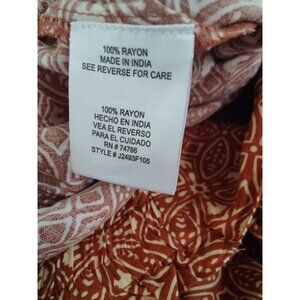 100% RAYON
MADE IN INDIA
SEE REVERSE FOR CARE
100% RAYON
HECHO EN INDIA
VEA EL REVERSO
PARA EL CUIDADO
RN # 74786
STYLE # J2493F105